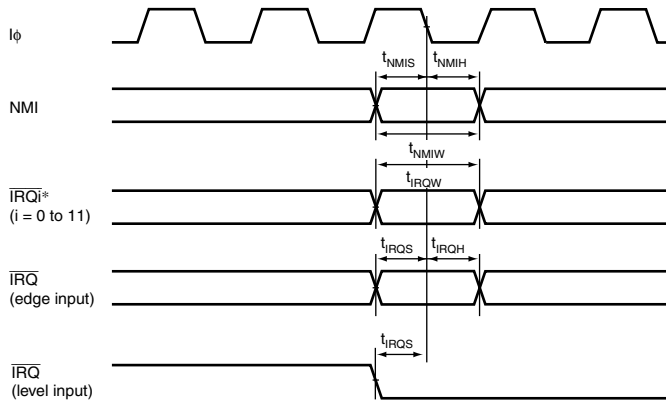 Iφ
tNMIS tNMIH
NMI
tNMIW
IRQi*
(i = 0 to 11)
tIRQW
tIRQS tIRQH
IRQ
(edge input)
tIRQS
IRQ
(level input)